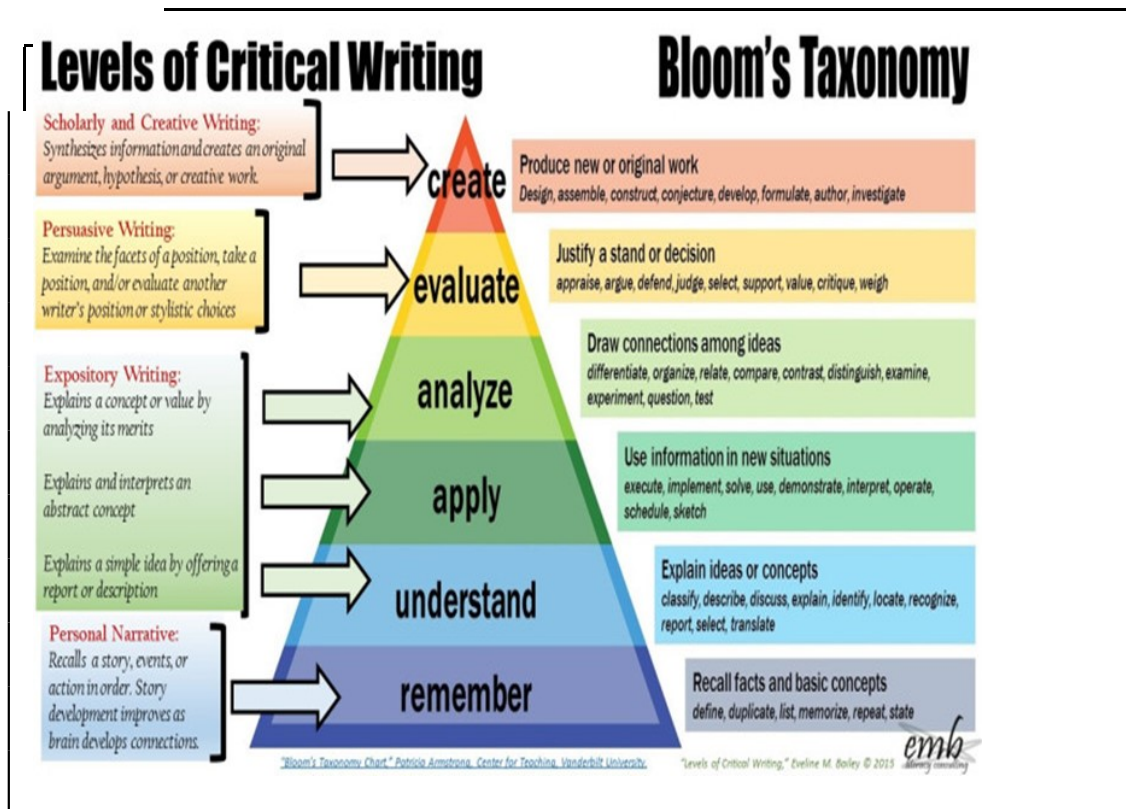 Levels of Critical Writing
Bloom's Taxonomy
Scholarly and Creative Writing:
Synthesizes information and creates an original
argument, hypothesis, or creative work.
Persuasive Writing:
Examine the facets of a position, take a
position, and/or evaluate another
writer's position or stylistic choices
Expository Writing:
Explains a concept or value by
analyzing its merits
Explains and interprets an
abstract concept
Explains a simple idea by offering a
report or description
Personal Narrative:
Recalls a story, events, or
action in order. Story
development improves as
brain develops connections.
create
evaluate
analyze
apply
understand
remember
Produce new or original work
Design, assemble, construct, conjecture, develop, formulate, author, investigate
Justify a stand or decision
appraise, argue, defend, judge, select, support, value, critique, weigh
Draw connections among ideas
differentiate, organize, relate, compare, contrast, distinguish, examine,
experiment, question, test
Use information in new situations
execute, implement, solve, use, demonstrate, interpret, operate,
schedule, sketch
Explain ideas or concepts
classify, describe, discuss, explain, identify, locate, recognize,
report, select, translate
Recall facts and basic concepts
define, duplicate, list, memorize, repeat, state
"Bloom's Taxonomy Chart," Patricia Armstrong, Center for Teaching, Vanderbilt University.
"Levels of Critical Writing," Eveline M. Bailey © 2015
emb
literacy consulting